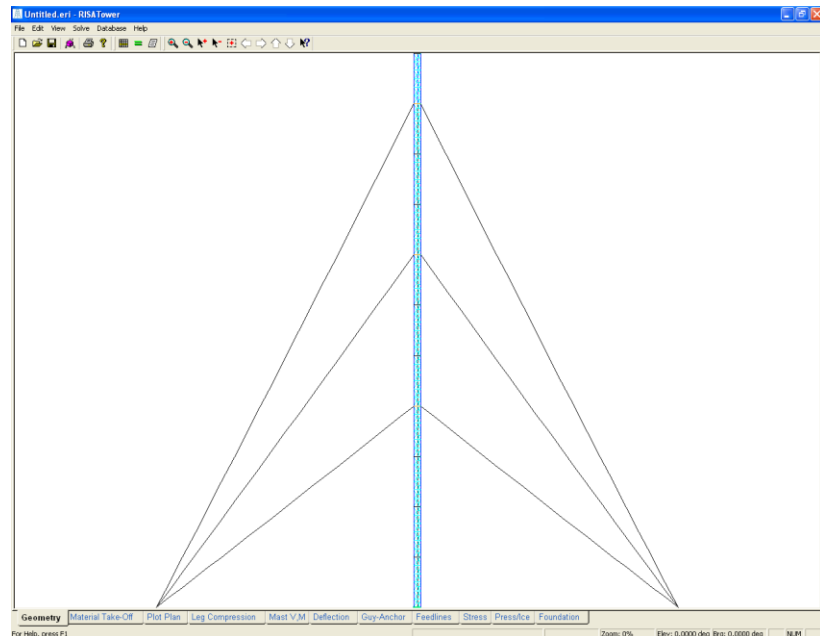 Untitled.eri - RISATower
File Edit View Solve Database Help
Geometry Material Take-Off Plot Plan Leg Compression Mast V,M Deflection Guy-Anchor Feedlines Stress Press/Ice Foundation
For Help, press F1 Zoom: 0% Elev: 0.0000 deg Brg: 0.0000 deg NUM